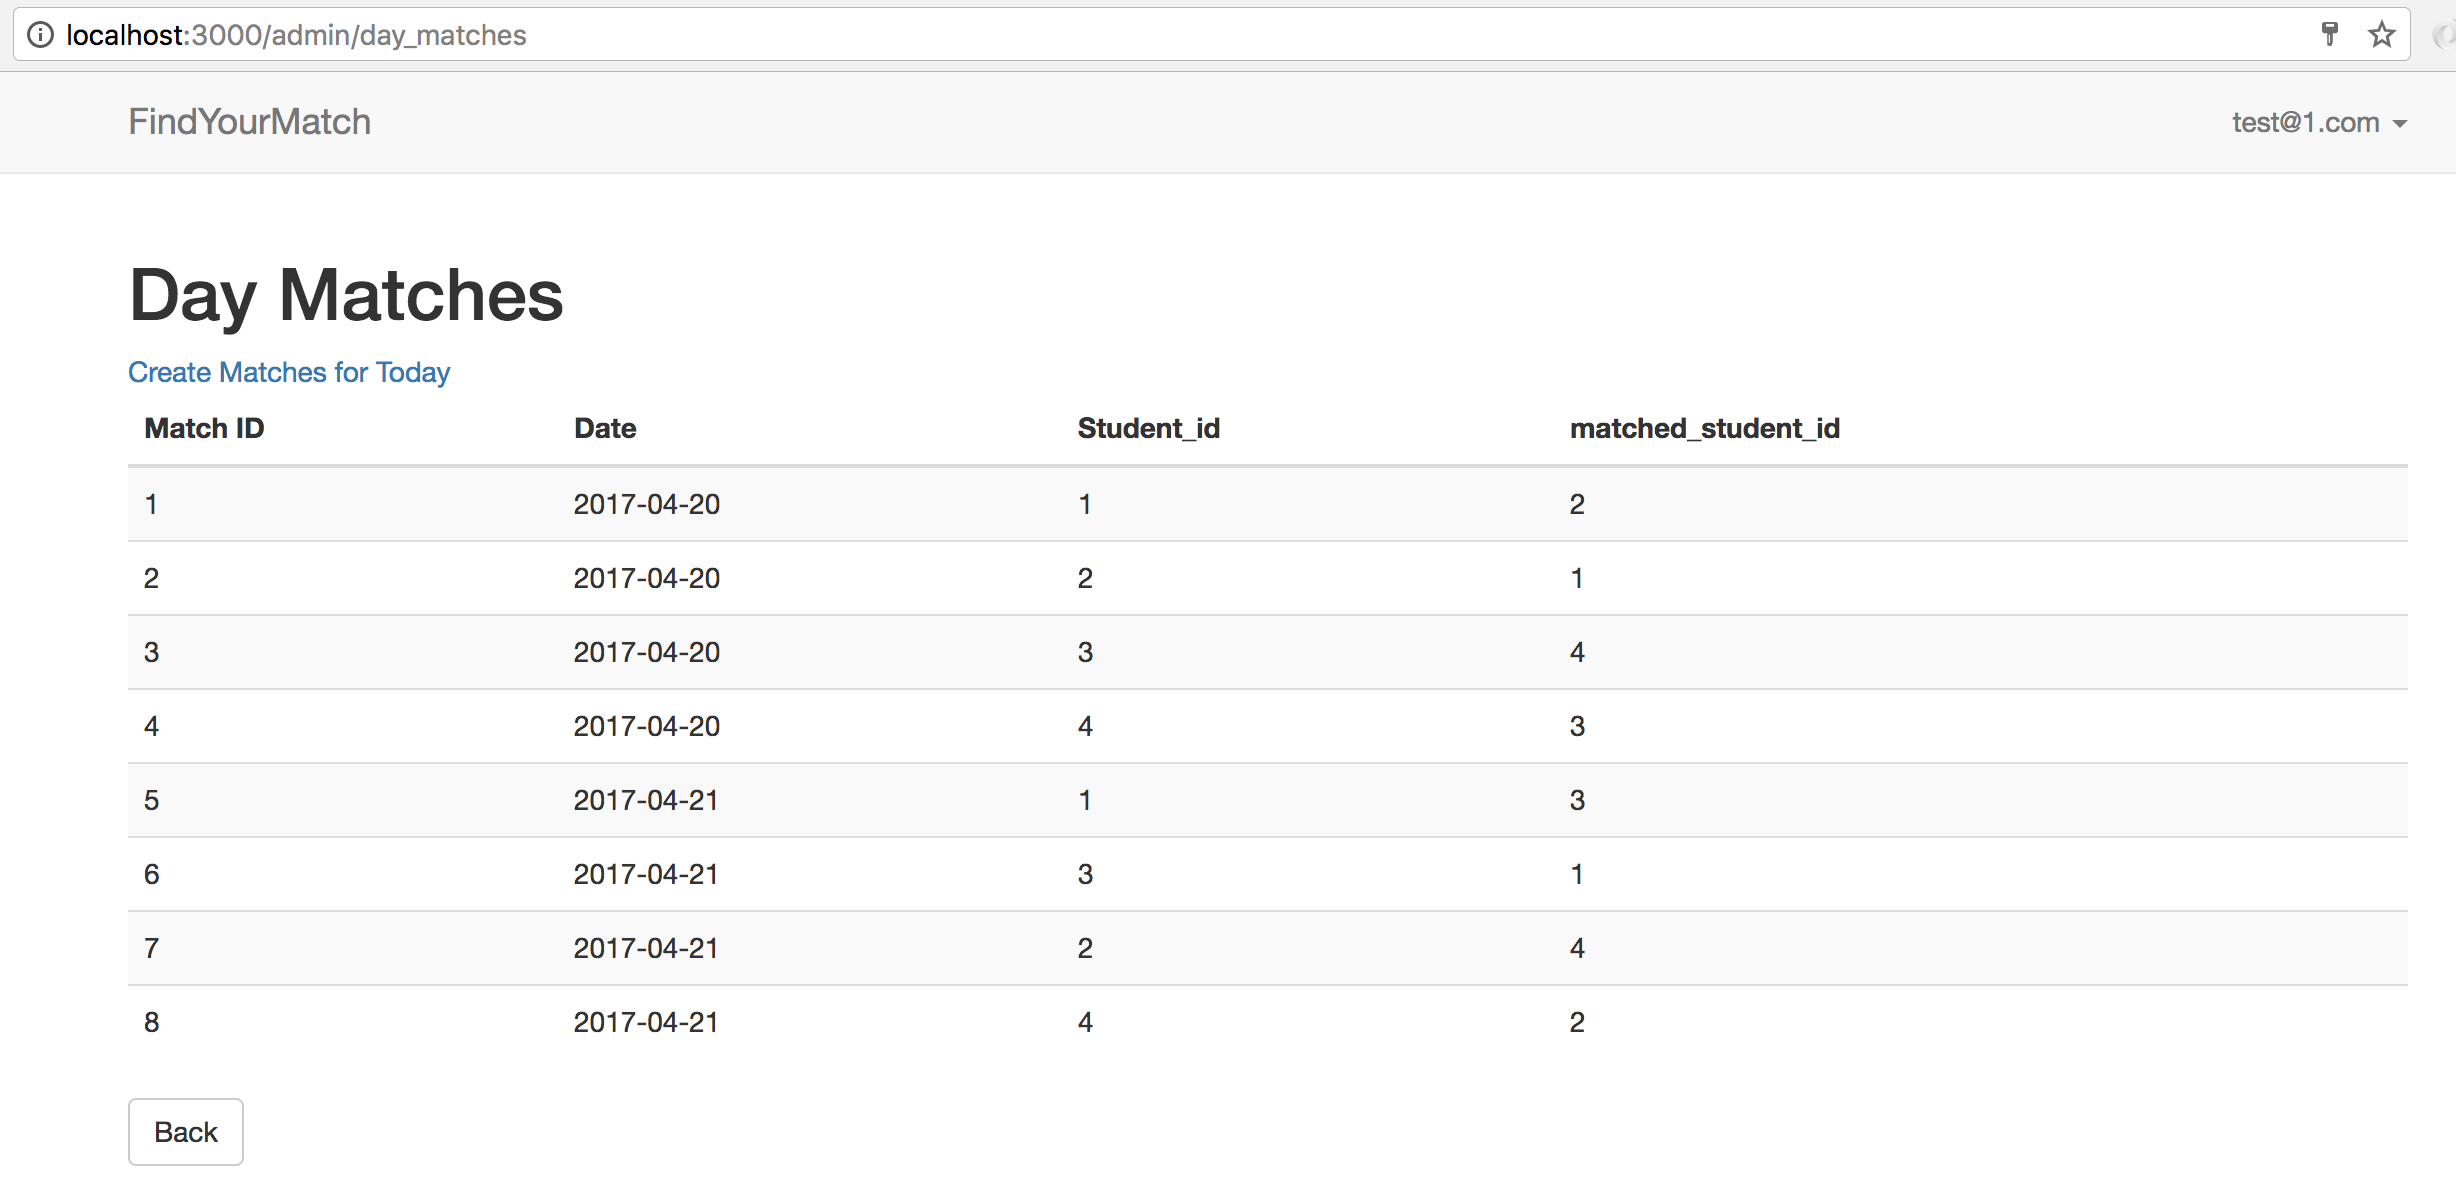 localhost:3000/admin/day_matches
FindYourMatch test@1.com
Day Matches
Create Matches for Today
Match ID Date Student_id matched_student_id
1 2017-04-20 1 2
2 2017-04-20 2 1
3 2017-04-20 3 4
4 2017-04-20 4 3
5 2017-04-21 1 3
6 2017-04-21 3 1
7 2017-04-21 2 4
8 2017-04-21 4 2
Back